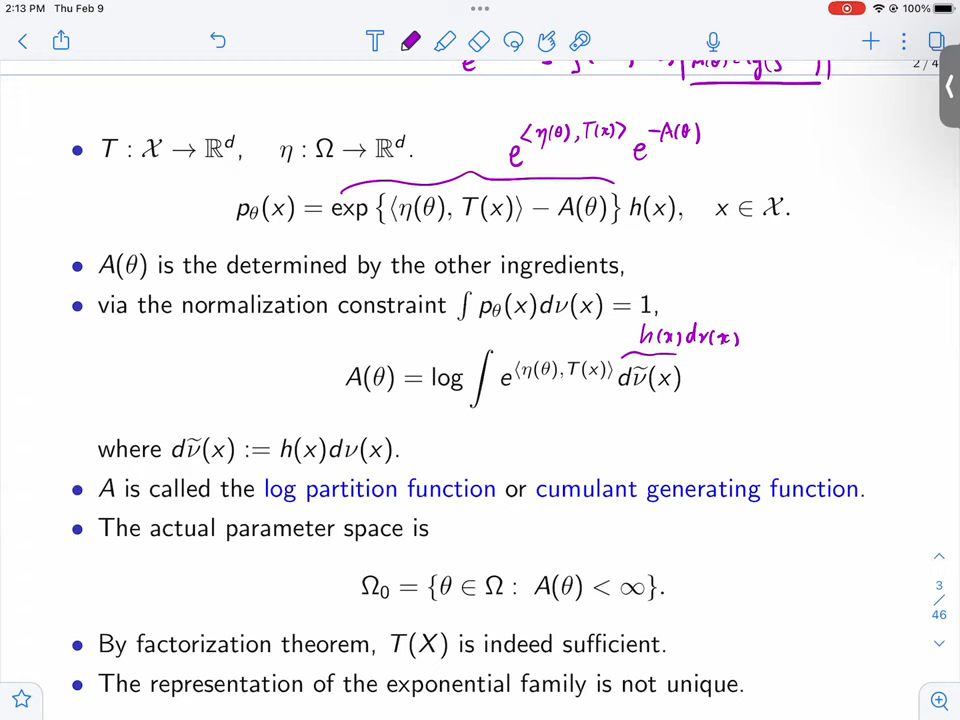 2:13 PM Thu Feb 9
100%
2/4
e^{⟨η(θ), T(x)⟩} e^{-A(θ)}
• T : 𝒳 → ℝ^d, η : Ω → ℝ^d.
p_θ(x) = exp {⟨η(θ), T(x)⟩ − A(θ)} h(x), x ∈ 𝒳.
• A(θ) is the determined by the other ingredients,
• via the normalization constraint ∫ p_θ(x)dν(x) = 1,
h(x)dν(x)
A(θ) = log ∫ e^{⟨η(θ),T(x)⟩} dν̃(x)
where dν̃(x) := h(x)dν(x).
• A is called the log partition function or cumulant generating function.
• The actual parameter space is
Ω₀ = {θ ∈ Ω : A(θ) < ∞}.
3
/
46
• By factorization theorem, T(X) is indeed sufficient.
• The representation of the exponential family is not unique.